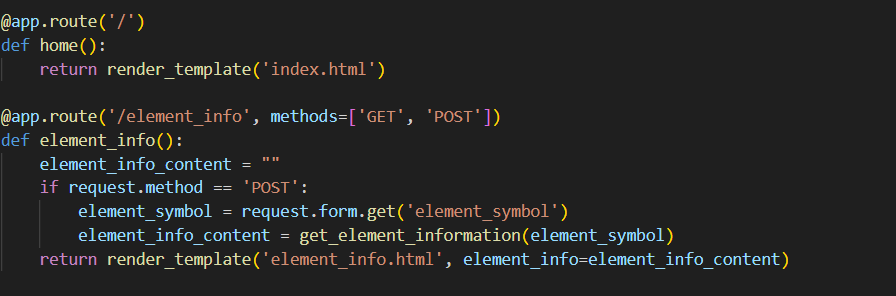 @app.route('/')
def home():
    return render_template('index.html')

@app.route('/element_info', methods=['GET', 'POST'])
def element_info():
    element_info_content = ""
    if request.method == 'POST':
        element_symbol = request.form.get('element_symbol')
        element_info_content = get_element_information(element_symbol)
    return render_template('element_info.html', element_info=element_info_content)